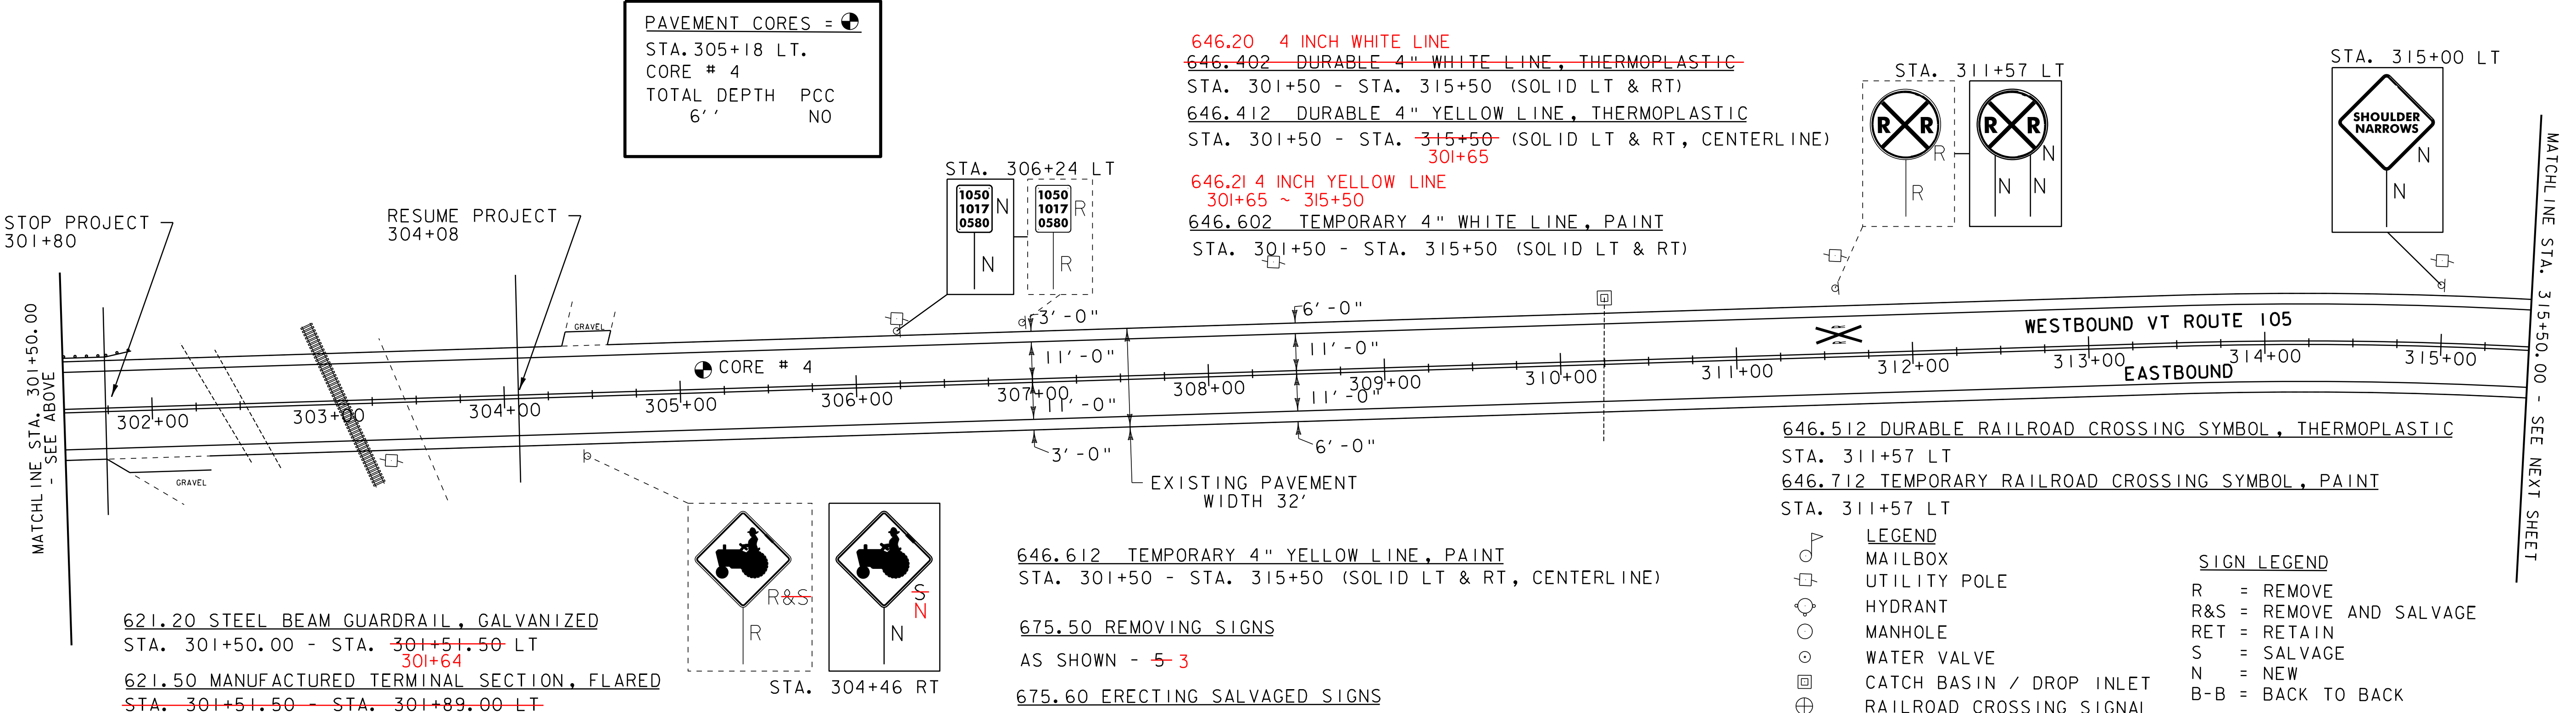 PAVEMENT CORES =
STA.305+18 LT.
CORE # 4
TOTAL DEPTH PCC
6'' NO
646.20 4 INCH WHITE LINE
646.402 DURABLE 4" WHITE LINE, THERMOPLASTIC
STA. 301+50 - STA. 315+50 (SOLID LT & RT)
646.412 DURABLE 4" YELLOW LINE, THERMOPLASTIC
STA. 301+50 - STA. 315+50 (SOLID LT & RT, CENTERLINE)
301+65
646.21 4 INCH YELLOW LINE
301+65 ~ 315+50
646.602 TEMPORARY 4" WHITE LINE, PAINT
STA. 301+50 - STA. 315+50 (SOLID LT & RT)
STA. 311+57 LT
R R
R
R
R R
N
N N
STA. 315+00 LT
SHOULDER
NARROWS
N
N
STOP PROJECT
301+80
RESUME PROJECT
304+08
STA. 306+24 LT
1050
1017
0580
N
N
1050
1017
0580
R
R
MATCHLINE STA. 301+50.00
- SEE ABOVE
GRAVEL
GRAVEL
CORE # 4
3'-0"
11'-0"
11'-0"
3'-0"
6'-0"
11'-0"
11'-0"
6'-0"
302+00
303+00
304+00
305+00
306+00
307+00
308+00
309+00
310+00
311+00
312+00
313+00
314+00
315+00
WESTBOUND VT ROUTE 105
EASTBOUND
MATCHLINE STA. 315+50.00 - SEE NEXT SHEET
EXISTING PAVEMENT
WIDTH 32'
R&S
R
S
N
N
STA. 304+46 RT
621.20 STEEL BEAM GUARDRAIL, GALVANIZED
STA. 301+50.00 - STA. 301+51.50 LT
301+64
621.50 MANUFACTURED TERMINAL SECTION, FLARED
STA. 301+51.50 - STA. 301+89.00 LT
646.612 TEMPORARY 4" YELLOW LINE, PAINT
STA. 301+50 - STA. 315+50 (SOLID LT & RT, CENTERLINE)
675.50 REMOVING SIGNS
AS SHOWN - 5 3
675.60 ERECTING SALVAGED SIGNS
646.512 DURABLE RAILROAD CROSSING SYMBOL, THERMOPLASTIC
STA. 311+57 LT
646.712 TEMPORARY RAILROAD CROSSING SYMBOL, PAINT
STA. 311+57 LT
LEGEND
MAILBOX
UTILITY POLE
HYDRANT
MANHOLE
WATER VALVE
CATCH BASIN / DROP INLET
RAILROAD CROSSING SIGNAL
SIGN LEGEND
R = REMOVE
R&S = REMOVE AND SALVAGE
RET = RETAIN
S = SALVAGE
N = NEW
B-B = BACK TO BACK